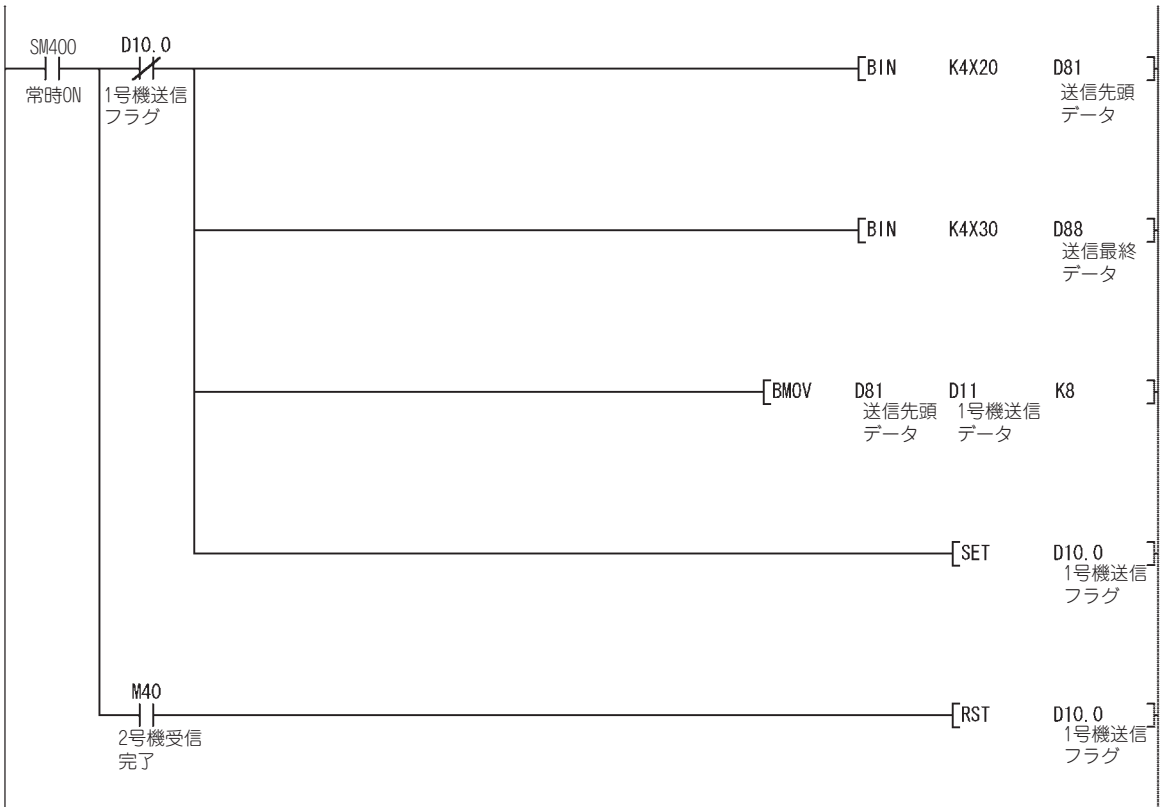 SM400 D10.0
[BIN K4X20 D81 ]
常時ON 1号機送信
フラグ
送信先頭
データ
[BIN K4X30 D88 ]
送信最終
データ
[BMOV D81 D11 K8 ]
送信先頭 1号機送信
データ データ
[SET D10.0 ]
1号機送信
フラグ
M40
[RST D10.0 ]
2号機受信
完了
1号機送信
フラグ